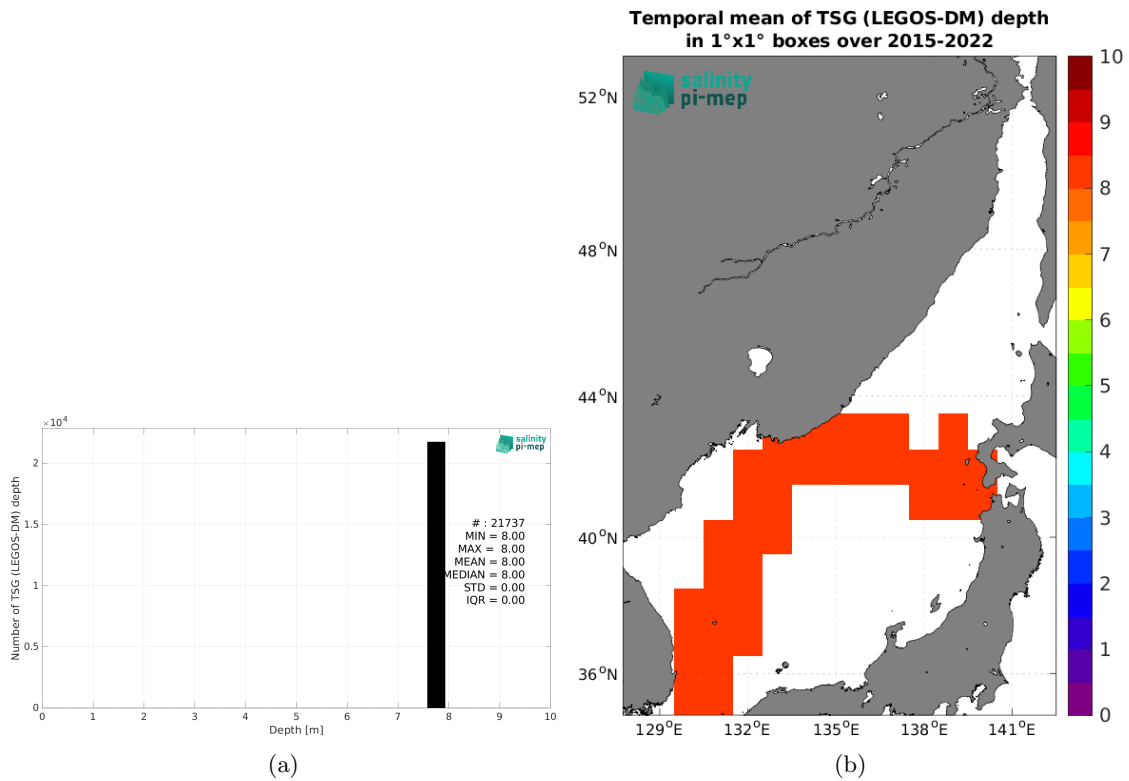 ×10⁴
2
1.5
1
0.5
0
Number of TSG (LEGOS-DM) depth
salinity
pi-mep
# : 21737
MIN = 8.00
MAX = 8.00
MEAN = 8.00
MEDIAN = 8.00
STD = 0.00
IQR = 0.00
0 1 2 3 4 5 6 7 8 9 10
Depth [m]
(a)
Temporal mean of TSG (LEGOS-DM) depth
in 1°x1° boxes over 2015-2022
salinity
pi-mep
52°N
48°N
44°N
40°N
36°N
129°E 132°E 135°E 138°E 141°E
10
9
8
7
6
5
4
3
2
1
0
(b)